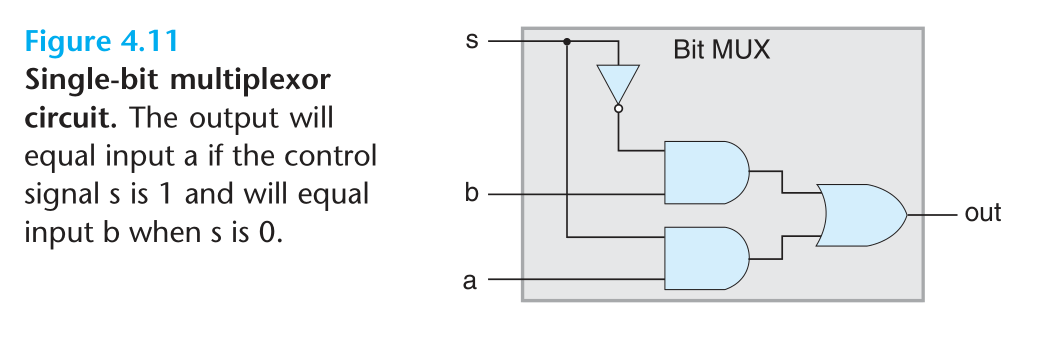 Figure 4.11
Single-bit multiplexor
circuit. The output will
equal input a if the control
signal s is 1 and will equal
input b when s is 0.
s
Bit MUX
b
out
a